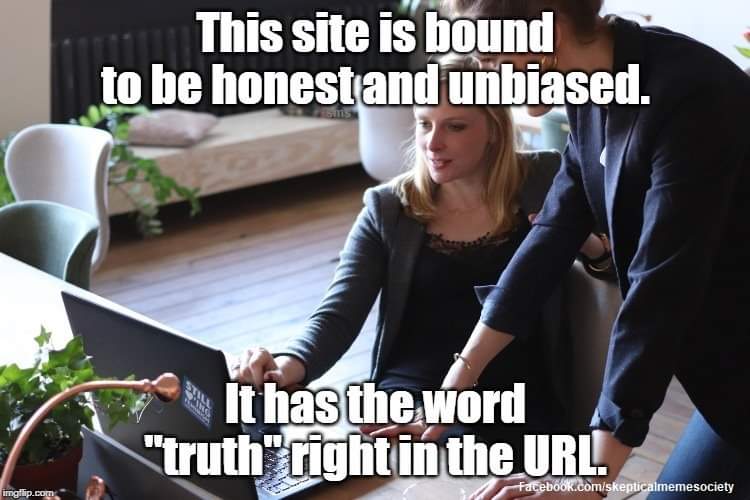 This site is bound
to be honest and unbiased.
It has the word
"truth" right in the URL.
Facebook.com/skepticalmemesociety
imgflip.com